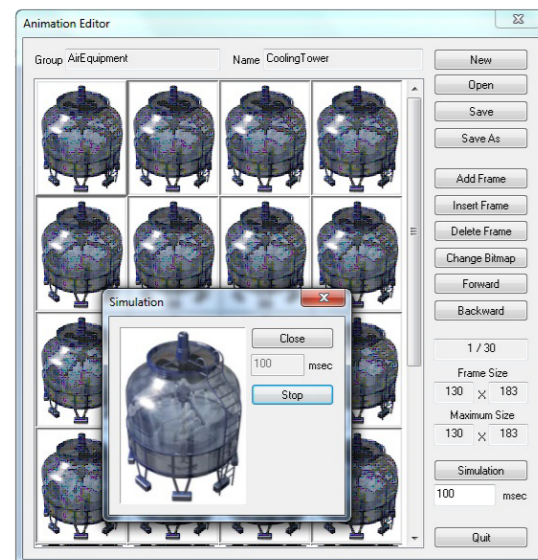 Animation Editor
Group AirEquipment Name CoolingTower
New
Open
Save
Save As
Add Frame
Insert Frame
Delete Frame
Change Bitmap
Forward
Backward
1 / 30
Frame Size
130 x 183
Maximum Size
130 x 183
Simulation
100 msec
Quit
Simulation
Close
100 msec
Stop